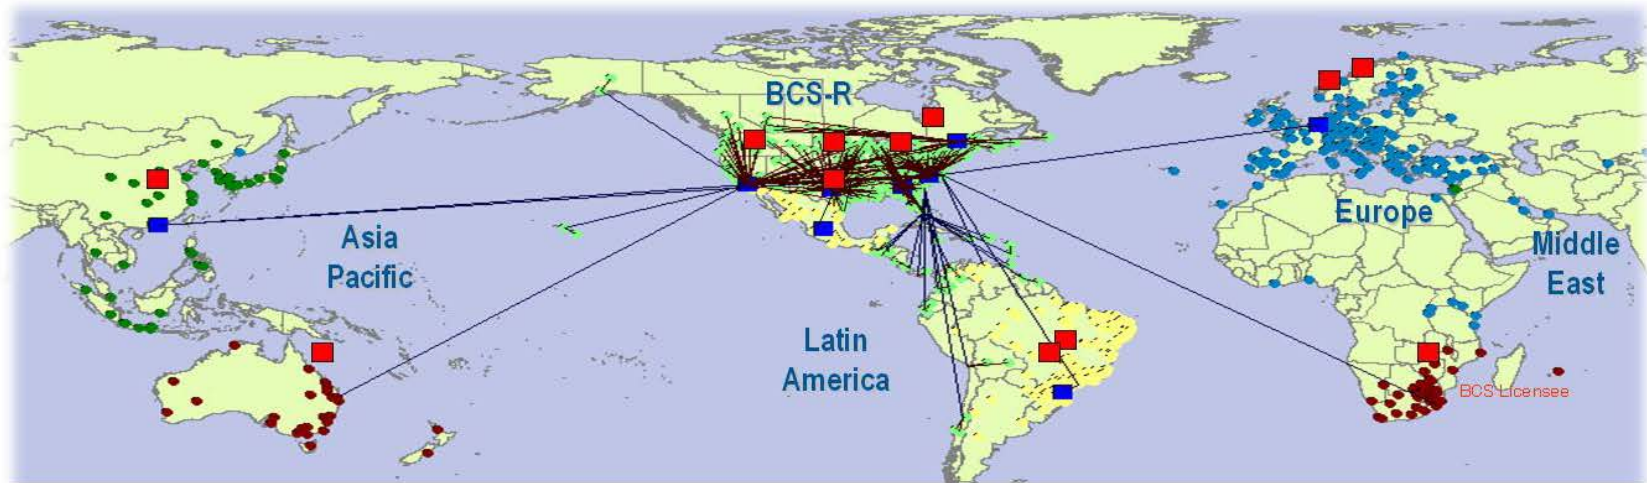 BCS-R
Asia
Pacific
Latin
America
Europe
Middle
East
BCS Licensee